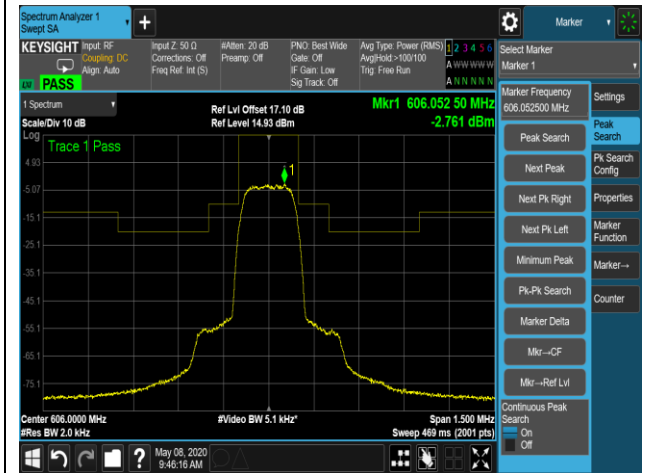 Spectrum Analyzer 1
Swept SA
+
Marker
KEYSIGHT
Input: RF
Coupling: DC
Align: Auto
Input Z: 50 Ω
Corrections: Off
Freq Ref: Int (S)
#Atten: 20 dB
Preamp: Off
PNO: Best Wide
Gate: Off
IF Gain: Low
Sig Track: Off
Avg Type: Power (RMS)
Avg|Hold:>100/100
Trig: Free Run
1 2 3 4 5 6
A W W W W W
A N N N N N
PASS
Select Marker
Marker 1
1 Spectrum
Scale/Div 10 dB
Log
Ref Lvl Offset 17.10 dB
Ref Level 14.93 dBm
Mkr1 606.052 50 MHz
-2.761 dBm
Trace 1 Pass
1
4.93
-5.07
-15.1
-25.1
-35.1
-45.1
-55.1
-65.1
-75.1
Center 606.0000 MHz
#Res BW 2.0 kHz
#Video BW 5.1 kHz*
Span 1.500 MHz
Sweep 469 ms (2001 pts)
Marker Frequency
606.052500 MHz
Peak Search
Next Peak
Next Pk Right
Next Pk Left
Minimum Peak
Pk-Pk Search
Marker Delta
Mkr→CF
Mkr→Ref Lvl
Continuous Peak
Search
On
Off
Settings
Peak
Search
Pk Search
Config
Properties
Marker
Function
Marker→
Counter
?
May 08, 2020
9:46:16 AM